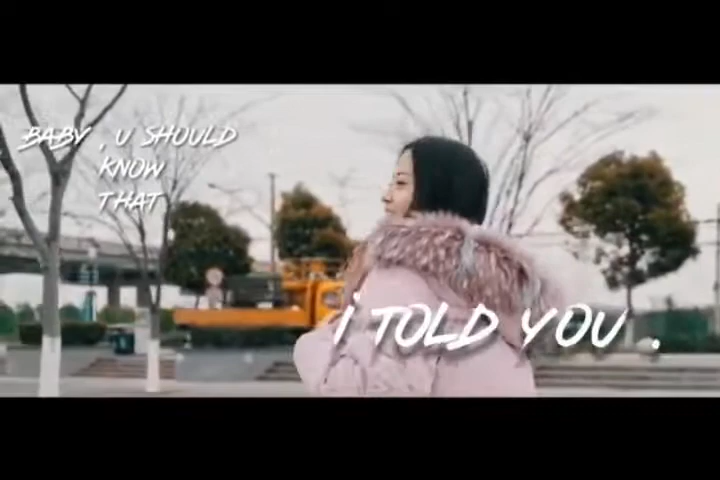 BABY , U SHOULD
KNOW
THAT
i TOLD YOU .